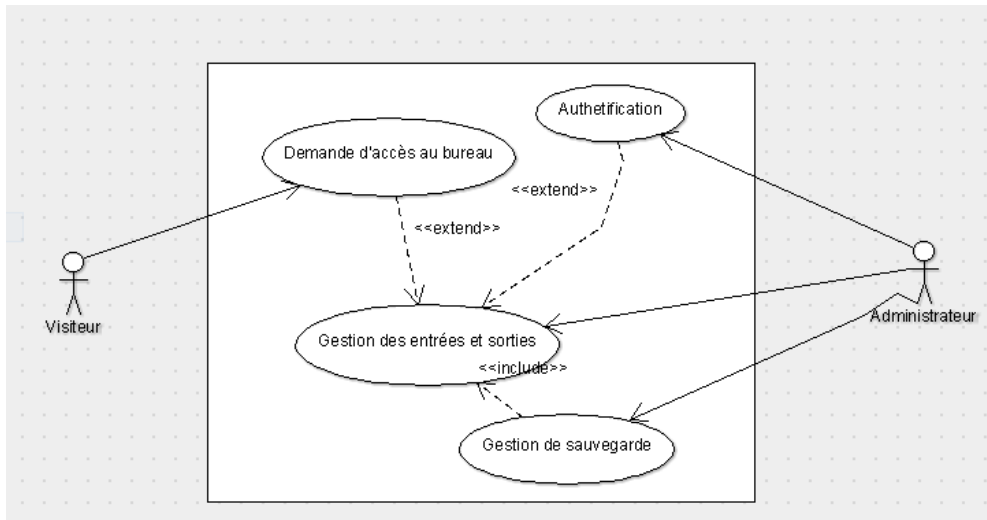 Authetification
Demande d'accès au bureau
<<extend>>
<<extend>>
Visiteur
Administrateur
Gestion des entrées et sorties
<<include>>
Gestion de sauvegarde